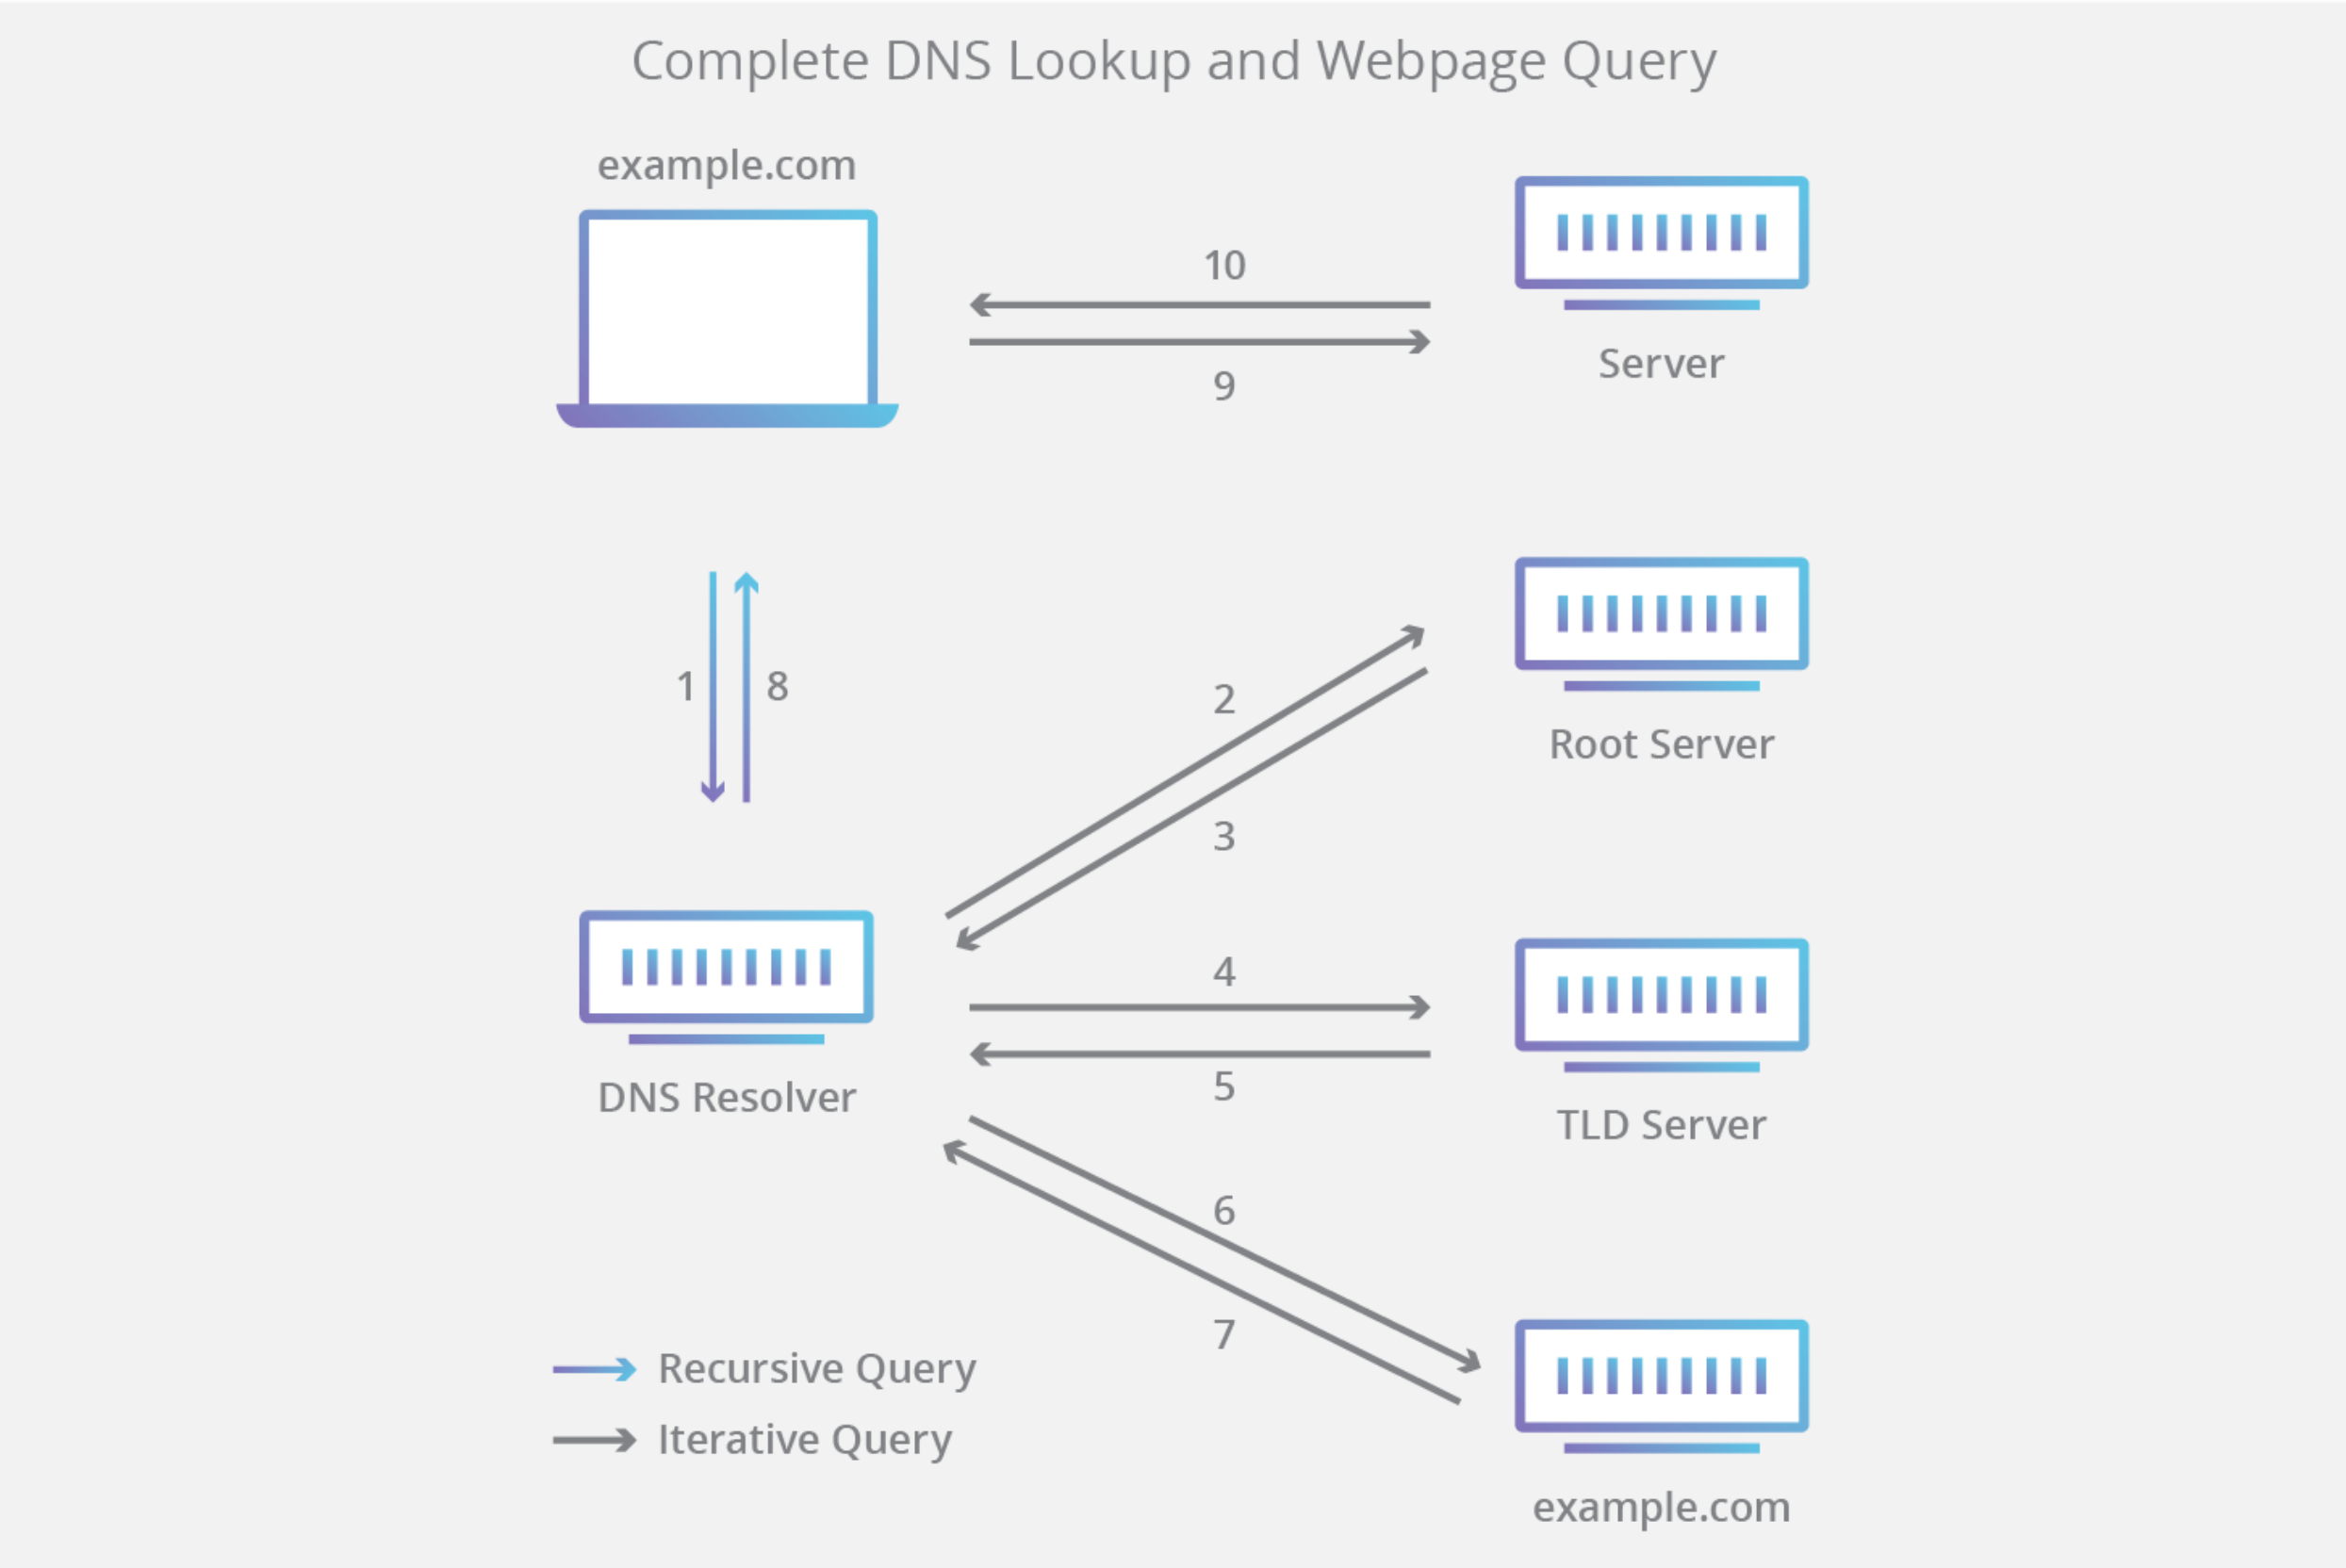 Complete DNS Lookup and Webpage Query
example.com
10
9
Server
1
8
2
3
Root Server
DNS Resolver
4
5
TLD Server
6
7
Recursive Query
Iterative Query
example.com